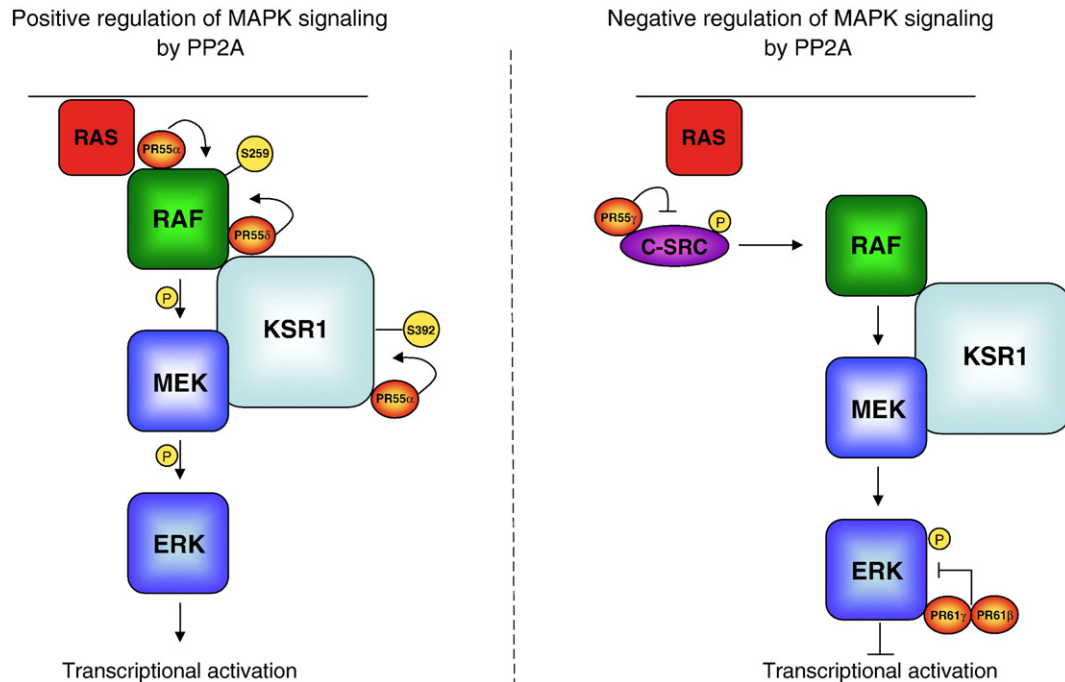 Positive regulation of MAPK signaling
by PP2A
RAS
PR55α
S259
RAF
PR55δ
P
KSR1
S392
MEK
PR55α
P
ERK
Transcriptional activation
Negative regulation of MAPK signaling
by PP2A
RAS
PR55γ
P
C-SRC
RAF
KSR1
MEK
ERK
P
PR61γ
PR61β
Transcriptional activation